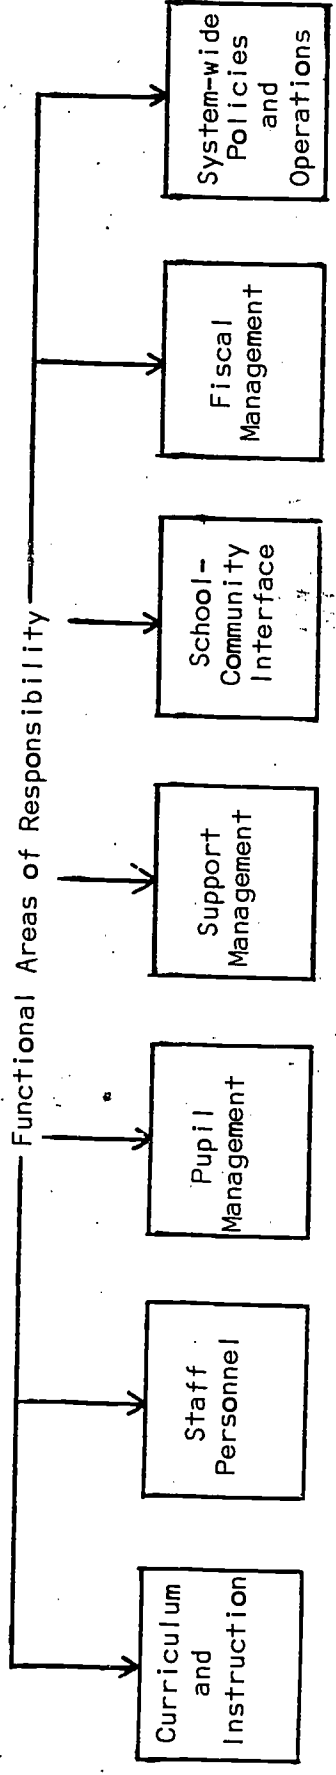 Functional Areas of Responsibility
Curriculum
and
Instruction
Staff
Personnel
Pupil
Management
Support
Management
School-
Community
Interface
Fiscal
Management
System-wide
Policies
and
Operations